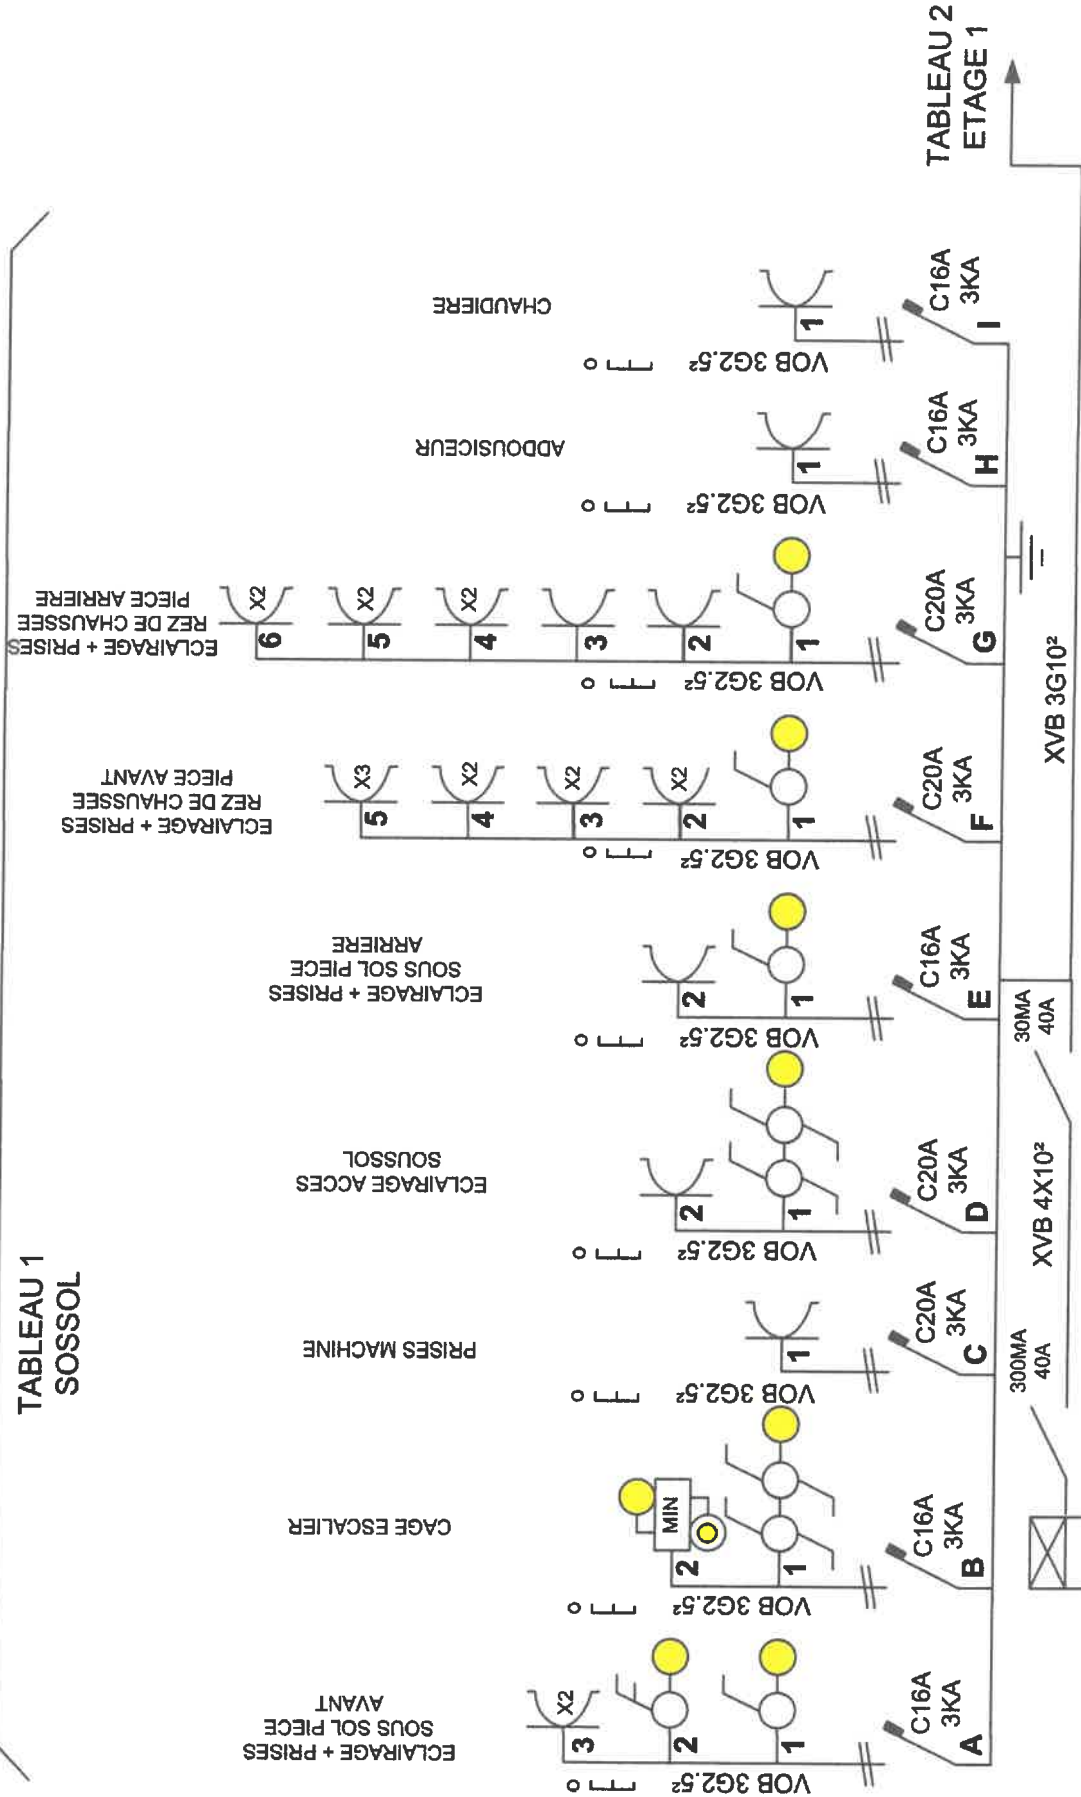 TABLEAU 1
SOSSOL
TABLEAU 2
ETAGE 1
ECLAIRAGE + PRISES
SOUS SOL PIECE
AVANT
X2
3
2
1
VOB 3G2.5²
C16A
3KA
A
CAGE ESCALIER
MIN
2
1
VOB 3G2.5²
C16A
3KA
B
PRISES MACHINE
1
VOB 3G2.5²
C20A
3KA
C
ECLAIRAGE ACCES
SOUSSOL
2
1
VOB 3G2.5²
C20A
3KA
D
ECLAIRAGE + PRISES
SOUS SOL PIECE
ARRIERE
2
1
VOB 3G2.5²
C16A
3KA
E
ECLAIRAGE + PRISES
REZ DE CHAUSSEE
PIECE AVANT
X3
5
X2
4
X2
3
X2
2
1
VOB 3G2.5²
C20A
3KA
F
ECLAIRAGE + PRISES
REZ DE CHAUSSEE
PIECE ARRIERE
X2
6
X2
5
X2
4
3
2
1
VOB 3G2.5²
C20A
3KA
G
ADDOUSICEUR
1
VOB 3G2.5²
C16A
3KA
H
CHAUDIERE
1
VOB 3G2.5²
C16A
3KA
I
300MA
40A
XVB 4X10²
30MA
40A
XVB 3G10²